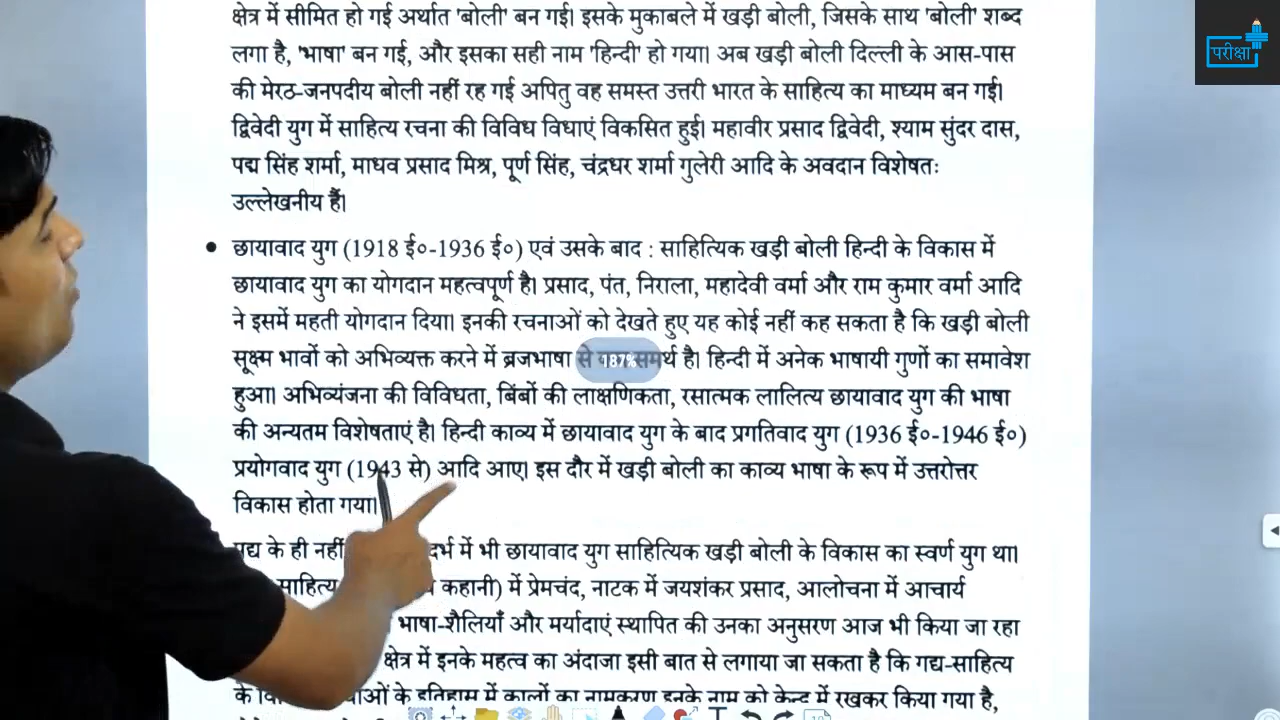 क्षेत्र में सीमित हो गई अर्थात 'बोली' बन गई। इसके मुकाबले में खड़ी बोली, जिसके साथ 'बोली' शब्द
लगा है, 'भाषा' बन गई, और इसका सही नाम 'हिन्दी' हो गया। अब खड़ी बोली दिल्ली के आस-पास
की मेरठ-जनपदीय बोली नहीं रह गई अपितु वह समस्त उत्तरी भारत के साहित्य का माध्यम बन गई।
द्विवेदी युग में साहित्य रचना की विविध विधाएं विकसित हुई। महावीर प्रसाद द्विवेदी, श्याम सुंदर दास,
पद्म सिंह शर्मा, माधव प्रसाद मिश्र, पूर्ण सिंह, चंद्रधर शर्मा गुलेरी आदि के अवदान विशेषतः
उल्लेखनीय हैं।
• छायावाद युग (1918 ई०-1936 ई०) एवं उसके बाद : साहित्यिक खड़ी बोली हिन्दी के विकास में
छायावाद युग का योगदान महत्वपूर्ण है। प्रसाद, पंत, निराला, महादेवी वर्मा और राम कुमार वर्मा आदि
ने इसमें महती योगदान दिया। इनकी रचनाओं को देखते हुए यह कोई नहीं कह सकता है कि खड़ी बोली
सूक्ष्म भावों को अभिव्यक्त करने में ब्रजभाषा से समर्थ है। हिन्दी में अनेक भाषायी गुणों का समावेश
187%
हुआ। अभिव्यंजना की विविधता, बिंबों की लाक्षणिकता, रसात्मक लालित्य छायावाद युग की भाषा
की अन्यतम विशेषताएं है। हिन्दी काव्य में छायावाद युग के बाद प्रगतिवाद युग (1936 ई०-1946 ई०)
प्रयोगवाद युग (1943 से) आदि आए। इस दौर में खड़ी बोली का काव्य भाषा के रूप में उत्तरोत्तर
विकास होता गया।
पद्य के ही नहीं में भी छायावाद युग साहित्यिक खड़ी बोली के विकास का स्वर्ण युग था।
साहित्य कहानी) में प्रेमचंद, नाटक में जयशंकर प्रसाद, आलोचना में आचार्य
भाषा-शैलियाँ और मर्यादाएं स्थापित की उनका अनुसरण आज भी किया जा रहा
क्षेत्र में इनके महत्व का अंदाजा इसी बात से लगाया जा सकता है कि गद्य-साहित्य
के के इतिहास में कालों का नामकरण इनके नाम को केन्द्र में रखकर किया गया है,
परीक्षा